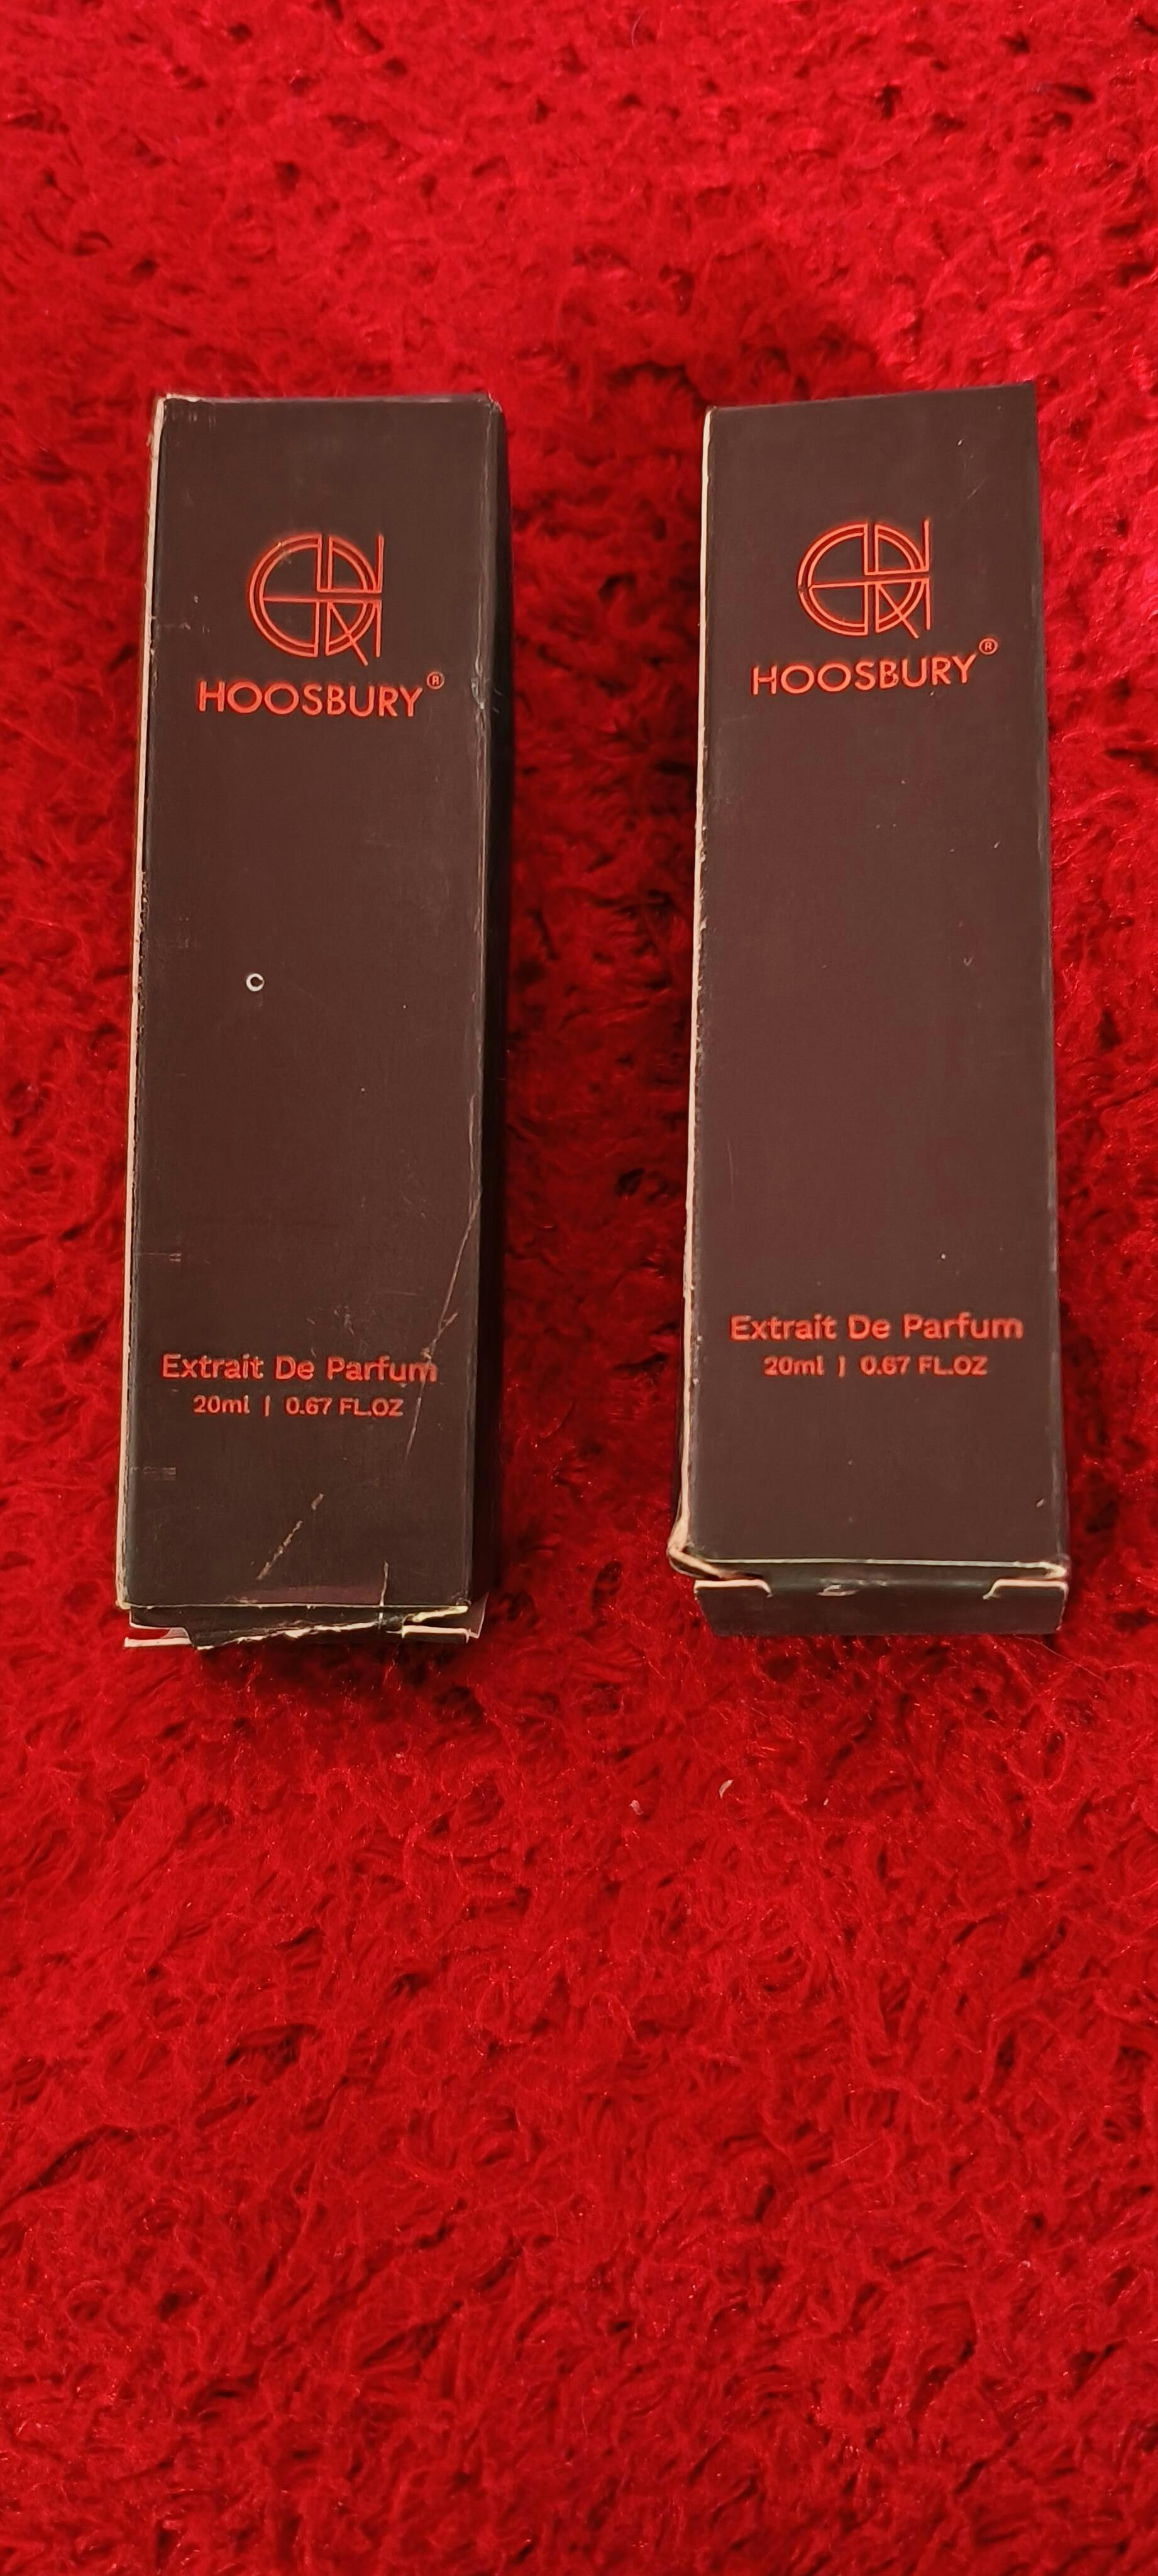 HOOSBURY®
Extrait De Parfum
20ml | 0.67 FL.OZ
HOOSBURY®
Extrait De Parfum
20ml | 0.67 FL.OZ